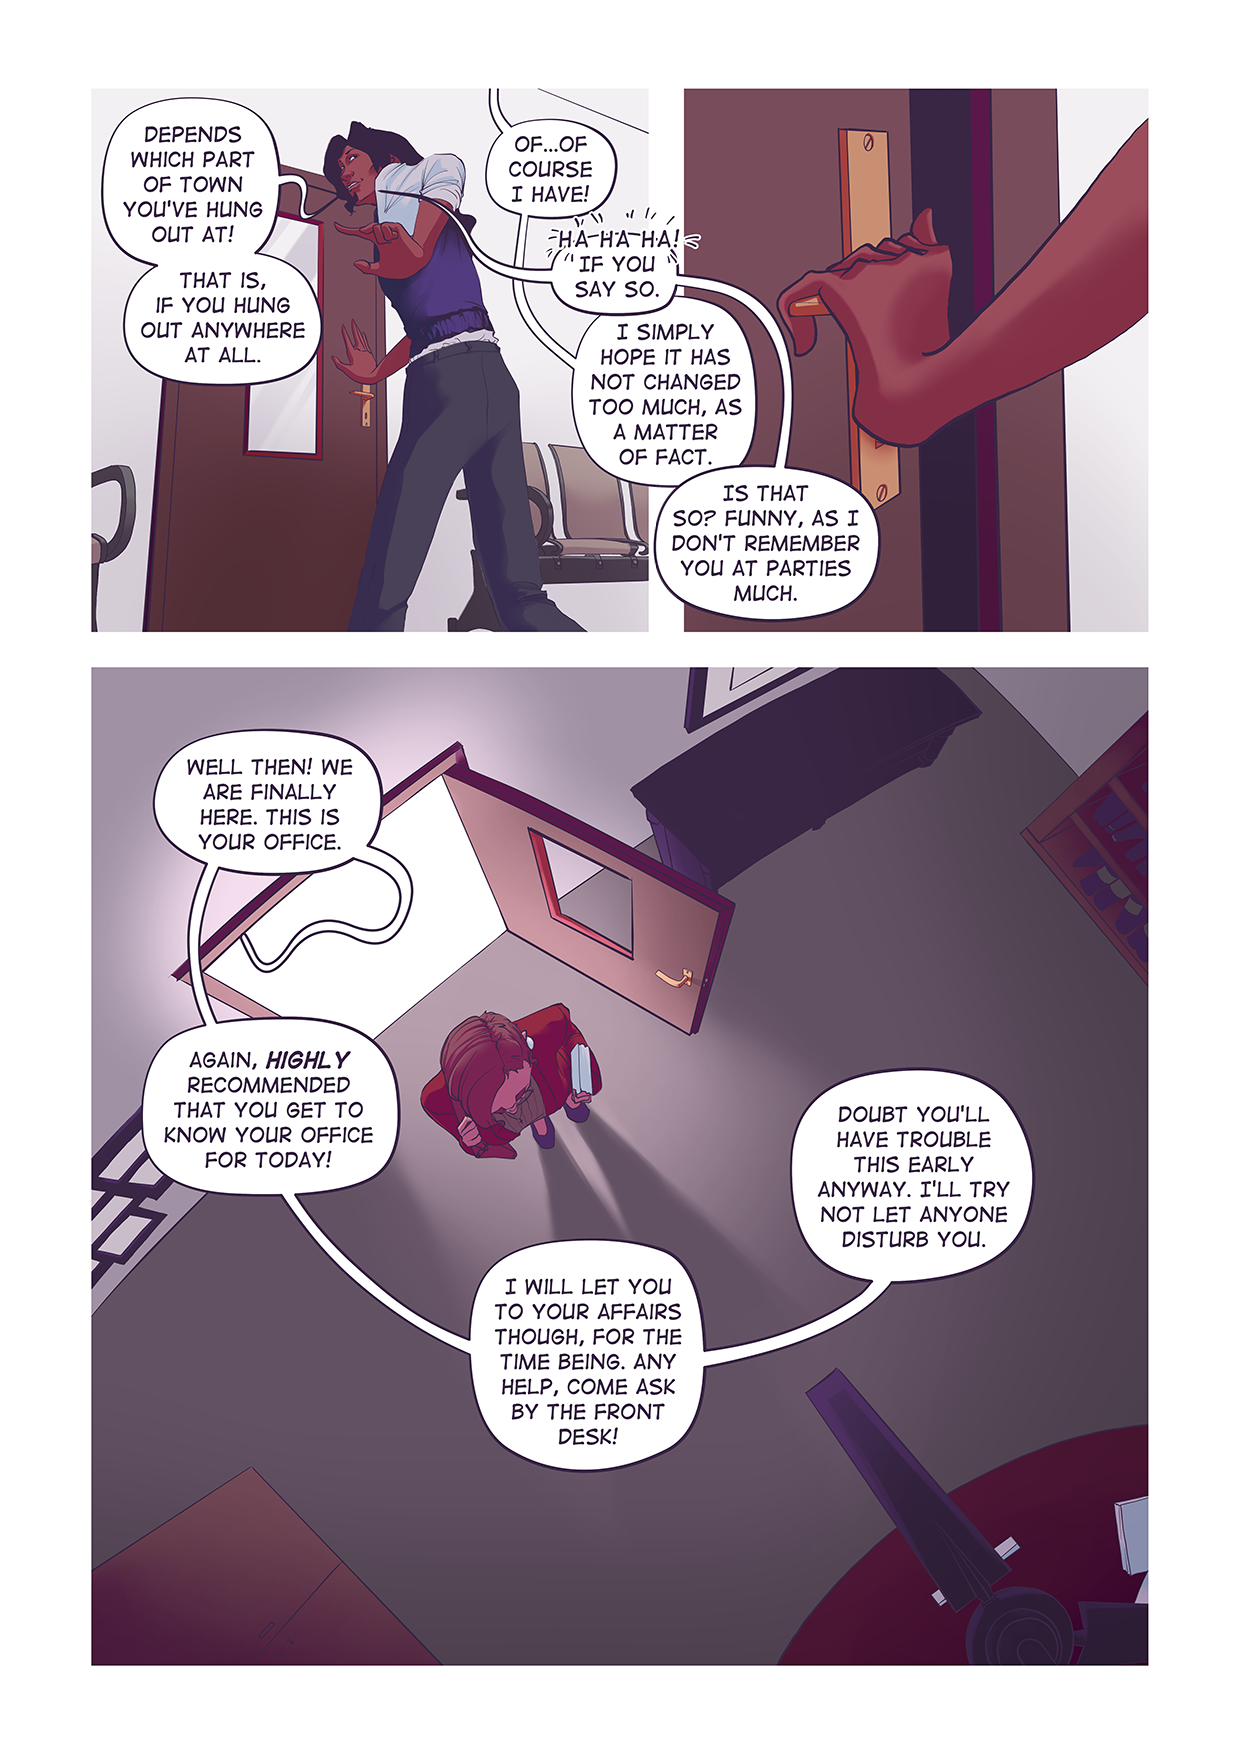 DEPENDS
WHICH PART
OF TOWN
YOU'VE HUNG
OUT AT!
THAT IS,
IF YOU HUNG
OUT ANYWHERE
AT ALL.
OF...OF
COURSE
I HAVE!
HA HA HA!
IF YOU
SAY SO.
I SIMPLY
HOPE IT HAS
NOT CHANGED
TOO MUCH, AS
A MATTER
OF FACT.
IS THAT
SO? FUNNY, AS I
DON'T REMEMBER
YOU AT PARTIES
MUCH.
WELL THEN! WE
ARE FINALLY
HERE. THIS IS
YOUR OFFICE.
AGAIN, HIGHLY
RECOMMENDED
THAT YOU GET TO
KNOW YOUR OFFICE
FOR TODAY!
I WILL LET YOU
TO YOUR AFFAIRS
THOUGH, FOR THE
TIME BEING. ANY
HELP, COME ASK
BY THE FRONT
DESK!
DOUBT YOU'LL
HAVE TROUBLE
THIS EARLY
ANYWAY. I'LL TRY
NOT LET ANYONE
DISTURB YOU.